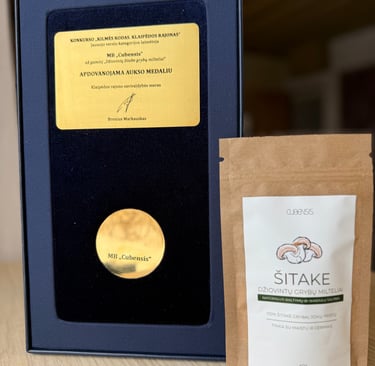 KONKURSO „KILMĖS KODAS: KLAIPĖDOS RAJONAS“
MB „Cubensis“
už gaminį „Džiovintų šitake grybų milteliai“
APDOVANOJAMA AUKSO MEDALIU
Klaipėdos rajono savivaldybės meras
Bronius Markauskas
MB „Cubensis“
CUBENSIS
ŠITAKE
DŽIOVINTŲ GRYBŲ MILTELIAI